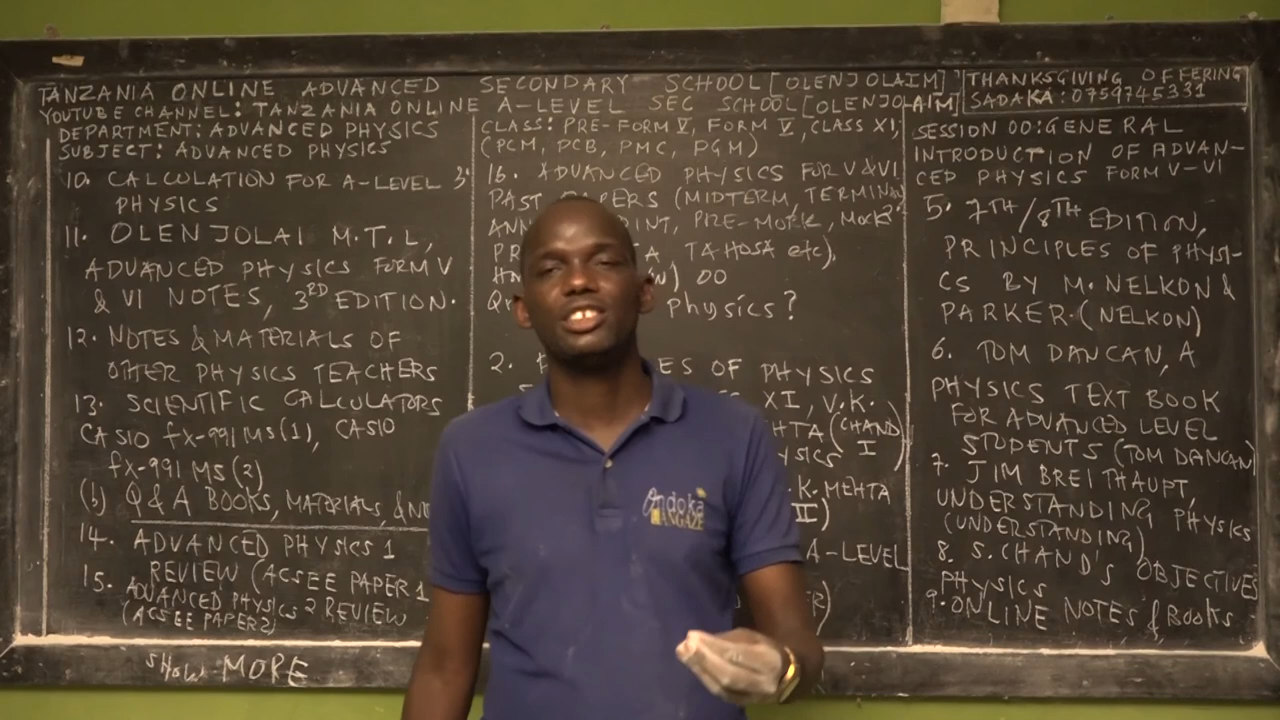 TANZANIA ONLINE ADVANCED SECONDARY SCHOOL [OLENJOLAIM]
YOUTUBE CHANNEL: TANZANIA ONLINE A-LEVEL SEC SCHOOL [OLENJOLAIM]
THANKSGIVING OFFERING
SADAKA: 0759745331
DEPARTMENT: ADVANCED PHYSICS
SUBJECT: ADVANCED PHYSICS
10. CALCULATION FOR A-LEVEL
PHYSICS
11. OLENJOLAI M.T.L,
ADVANCED PHYSICS FORM V
& VI NOTES, 3RD EDITION.
12. NOTES & MATERIALS OF
OTHER PHYSICS TEACHERS
13. SCIENTIFIC CALCULATORS
CASIO fx-991MS(1), CASIO
fx-991 MS (2)
(b) Q & A BOOKS, MATERIALS, &
14. ADVANCED PHYSICS 1
REVIEW (ACSEE PAPER 1
15. ADVANCED PHYSICS 2 REVIEW
(ACSEE PAPER 2)
SHOW MORE
CLASS: PRE-FORM V, FORM V, CLASS XI,
(PCM, PCB, PMC, PGM)
16. ADVANCED PHYSICS FOR V & VI
PAST PAPERS (MIDTERM, TERMINAL
PRE-MOCK, MOCK
TAHOSA etc),
00
Physics?
2. OF PHYSICS
XI, V.K.
(CHAND
I)
K. MEHTA
II)
A-LEVEL
SESSION 00: GENERAL
INTRODUCTION OF ADVAN-
CED PHYSICS FORM V-VI
5. 7TH/8TH EDITION,
PRINCIPLES OF PHYSI-
CS BY M. NELKON &
PARKER. (NELKON)
6. TOM DANCAN, A
PHYSICS TEXT BOOK
FOR ADVANCED LEVEL
STUDENTS (TOM DANCAN)
7. JIM BREITHAUPT,
UNDERSTANDING PHYSICS
(UNDERSTANDING)
8. S. CHAND'S OBJECTIVES
PHYSICS
9. ONLINE NOTES & BOOKS
Ondoka
UANGAZE